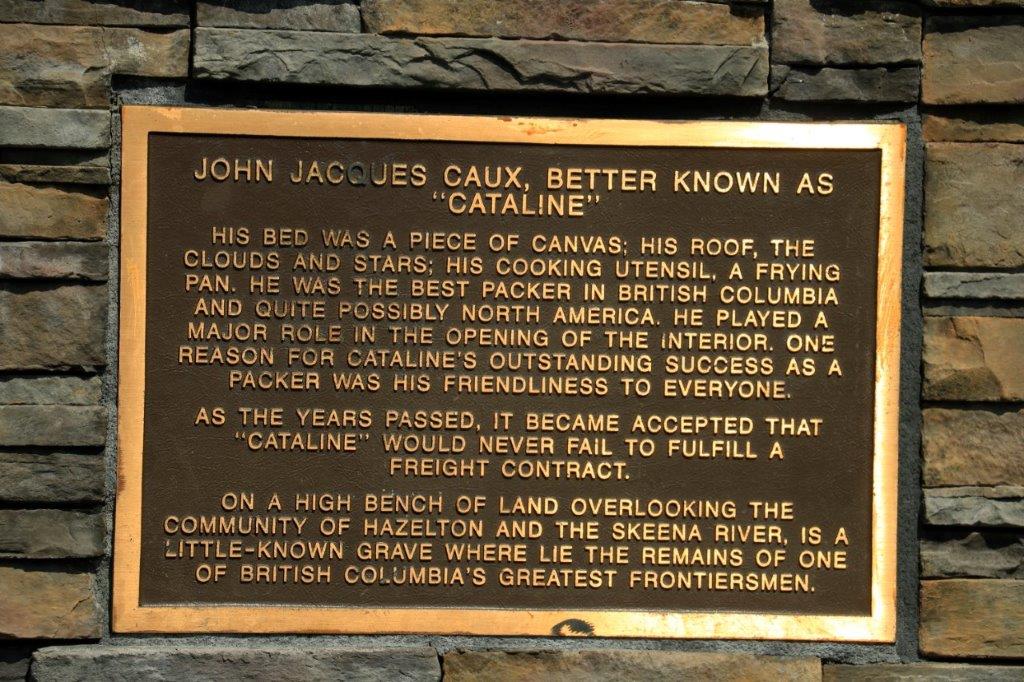 JOHN JACQUES CAUX, BETTER KNOWN AS
"CATALINE"
HIS BED WAS A PIECE OF CANVAS; HIS ROOF, THE
CLOUDS AND STARS; HIS COOKING UTENSIL, A FRYING
PAN. HE WAS THE BEST PACKER IN BRITISH COLUMBIA
AND QUITE POSSIBLY NORTH AMERICA. HE PLAYED A
MAJOR ROLE IN THE OPENING OF THE INTERIOR. ONE
REASON FOR CATALINE'S OUTSTANDING SUCCESS AS A
PACKER WAS HIS FRIENDLINESS TO EVERYONE.
AS THE YEARS PASSED, IT BECAME ACCEPTED THAT
"CATALINE" WOULD NEVER FAIL TO FULFILL A
FREIGHT CONTRACT.
ON A HIGH BENCH OF LAND OVERLOOKING THE
COMMUNITY OF HAZELTON AND THE SKEENA RIVER, IS A
LITTLE-KNOWN GRAVE WHERE LIE THE REMAINS OF ONE
OF BRITISH COLUMBIA'S GREATEST FRONTIERSMEN.